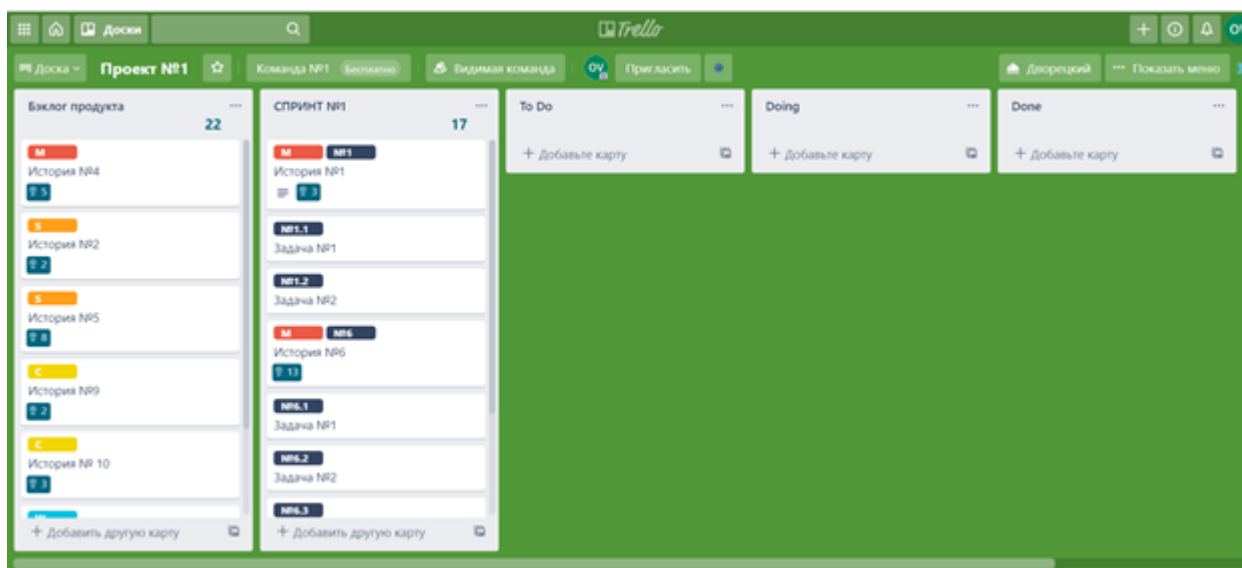 Доски
Trello
OV
Доска
Проект №1
Команда №1
Бесплатно
Видимая команда
OV
Пригласить
Дворецкий
··· Показать меню
Бэклог продукта
22
M
История №4
5
S
История №2
2
S
История №5
8
C
История №9
2
C
История № 10
3
+ Добавить другую карту
СПРИНТ №1
17
M №1
История №1
3
№1.1
Задача №1
№1.2
Задача №2
M №6
История №6
13
№6.1
Задача №1
№6.2
Задача №2
№6.3
+ Добавить другую карту
To Do
+ Добавьте карту
Doing
+ Добавьте карту
Done
+ Добавьте карту